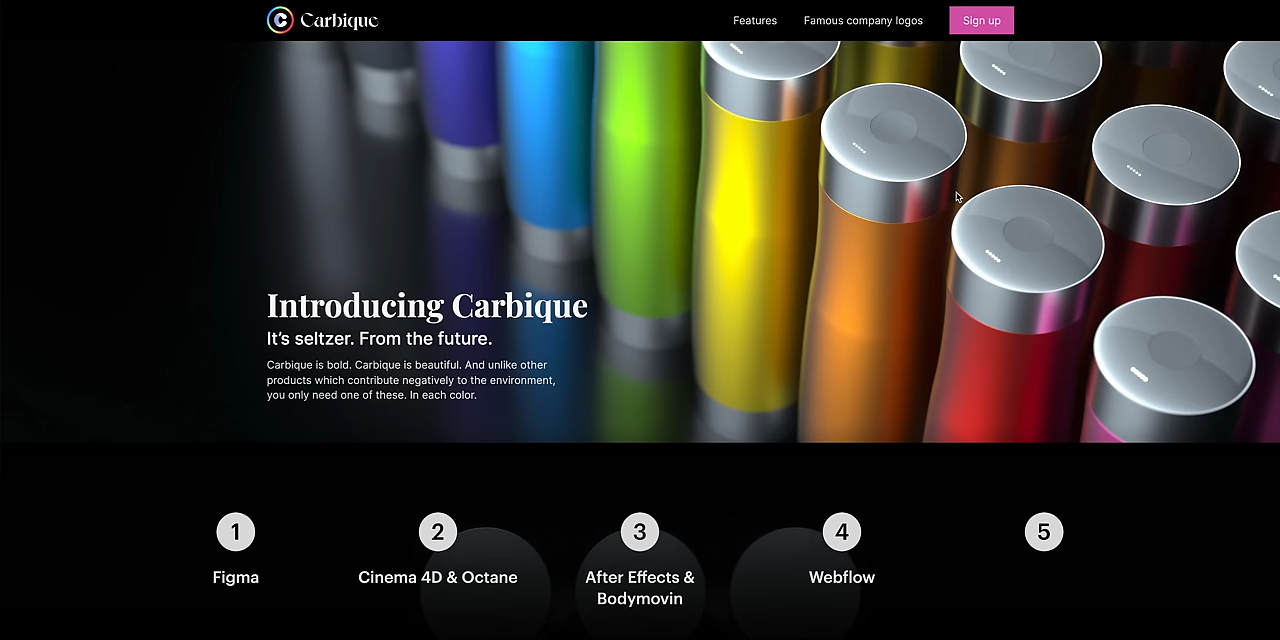 C Carbique
Features
Famous company logos
Sign up
Introducing Carbique
It’s seltzer. From the future.
Carbique is bold. Carbique is beautiful. And unlike other
products which contribute negatively to the environment,
you only need one of these. In each color.
1
2
3
4
5
Figma
Cinema 4D & Octane
After Effects &
Bodymovin
Webflow